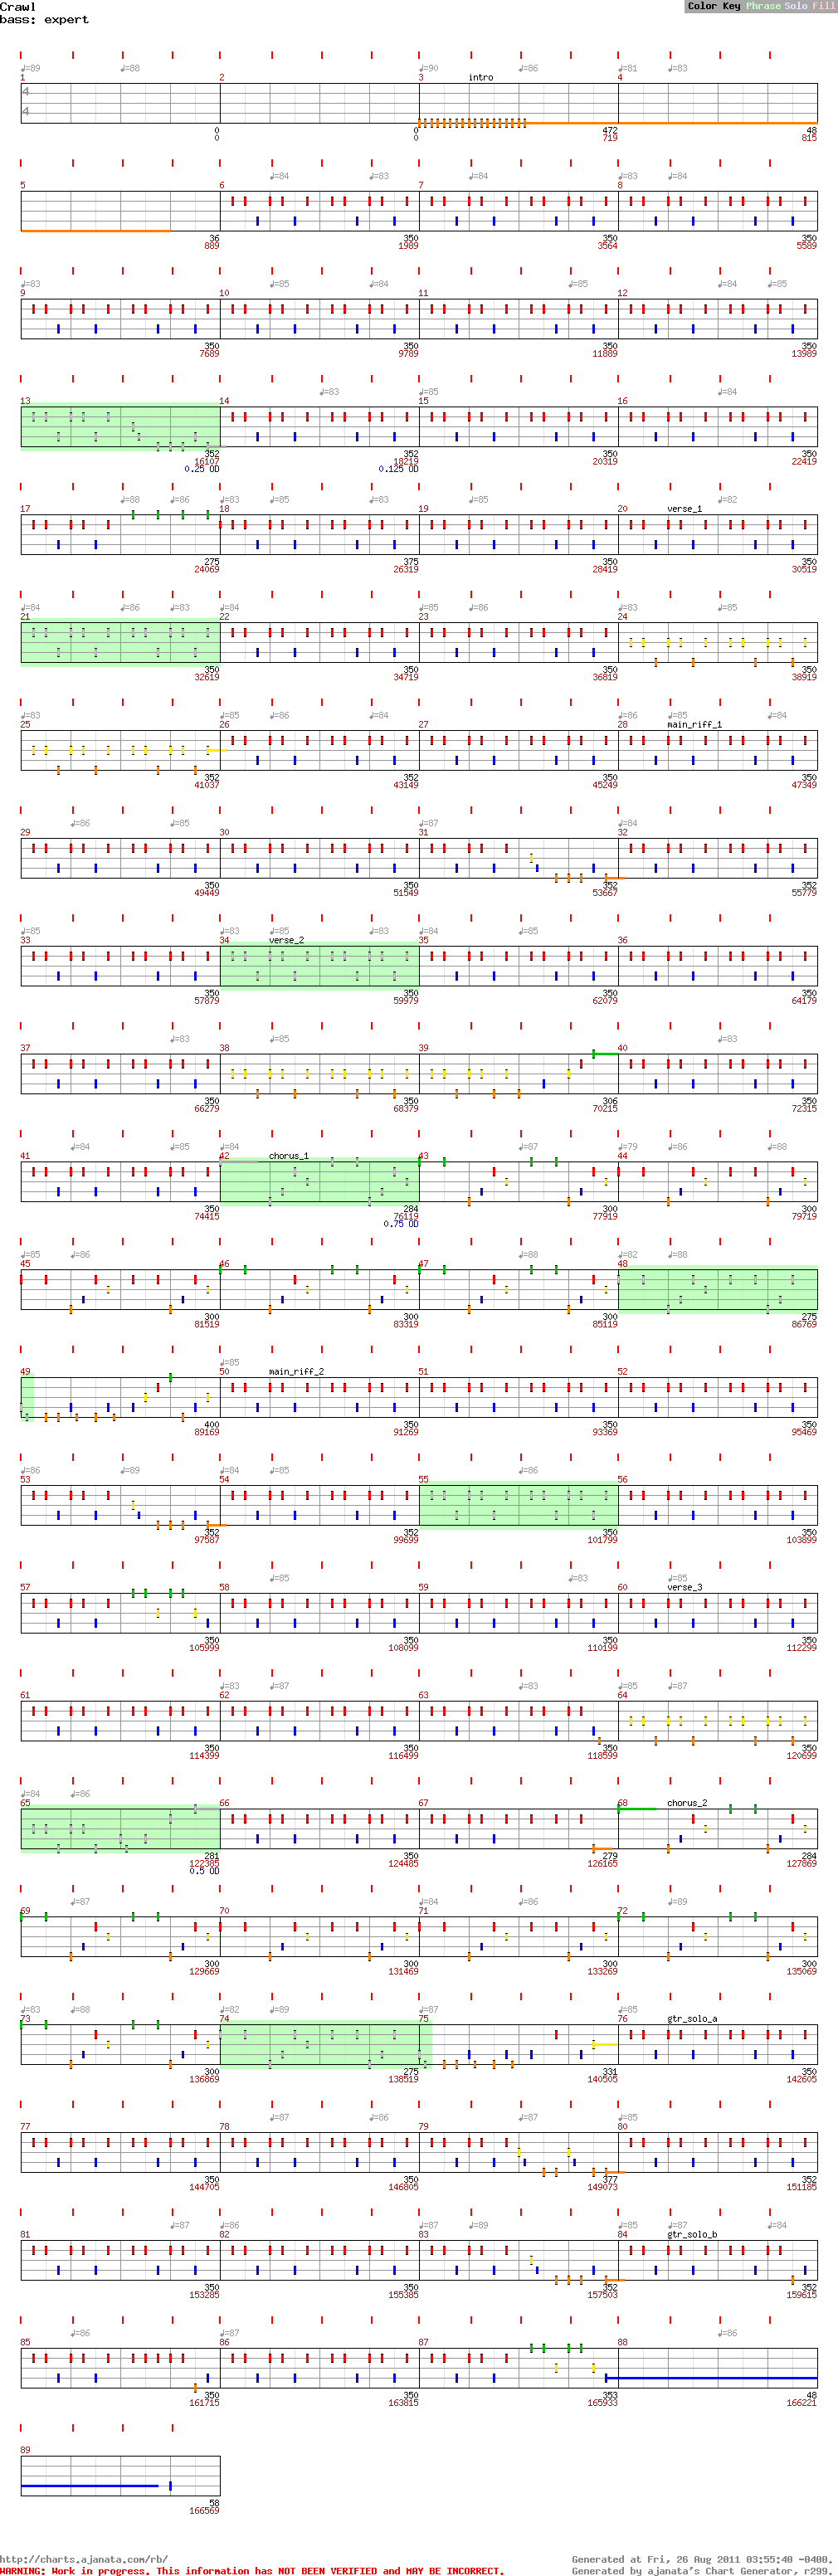 Crawl
Color Key Phrase Solo Fill
bass: expert
♩=89 ♩=88 ♩=90 ♩=86 ♩=81 ♩=83
1 2 3 intro 4
4
4
0 0 472 48
0 0 719 815
♩=84 ♩=83 ♩=84 ♩=83 ♩=84
5 6 7 8
36 350 350 350
889 1989 3564 5589
♩=83 ♩=85 ♩=84 ♩=85 ♩=84 ♩=85
9 10 11 12
350 350 350 350
7689 9789 11889 13989
♩=83 ♩=85 ♩=84
13 14 15 16
352 350 350 350
16107 18219 20319 22419
0.25 OD 0.125 OD
♩=88 ♩=86 ♩=83 ♩=85 ♩=83 ♩=85 ♩=82
17 18 19 20 verse_1
275 375 350 350
24069 26319 28419 30519
♩=84 ♩=86 ♩=83 ♩=84 ♩=85 ♩=86 ♩=83 ♩=85
21 22 23 24
350 350 350 350
32619 34719 36819 38919
♩=83 ♩=85 ♩=86 ♩=84 ♩=86 ♩=85 ♩=84
25 26 27 28 main_riff_1
352 352 350 350
41037 43149 45249 47349
♩=86 ♩=85 ♩=87 ♩=84
29 30 31 32
350 350 352 352
49449 51549 53667 55779
♩=85 ♩=83 ♩=85 ♩=83 ♩=84 ♩=85
33 34 verse_2 35 36
350 350 350 350
57879 59979 62079 64179
♩=83 ♩=85 ♩=83
37 38 39 40
350 350 306 350
66279 68379 70215 72315
♩=84 ♩=85 ♩=84 ♩=87 ♩=79 ♩=86 ♩=88
41 42 chorus_1 43 44
350 284 300 300
74415 76119 77919 79719
0.75 OD
♩=85 ♩=86 ♩=88 ♩=82 ♩=88
45 46 47 48
300 300 300 275
81519 83319 85119 86769
♩=85
49 50 main_riff_2 51 52
400 350 350 350
89169 91269 93369 95469
♩=86 ♩=89 ♩=84 ♩=85 ♩=86
53 54 55 56
352 352 350 350
97587 99699 101799 103899
♩=85 ♩=83 ♩=85
57 58 59 60 verse_3
350 350 350 350
105999 108099 110199 112299
♩=83 ♩=87 ♩=83 ♩=85 ♩=87
61 62 63 64
350 350 350 350
114399 116499 118599 120699
♩=84 ♩=86
65 66 67 68 chorus_2
281 350 279 284
122385 124485 126165 127869
0.5 OD
♩=87 ♩=84 ♩=86 ♩=89
69 70 71 72
300 300 300 300
129669 131469 133269 135069
♩=83 ♩=88 ♩=82 ♩=89 ♩=87
73 74 75 76 gtr_solo_a
300 275 331 350
136869 138519 140505 142605
♩=87 ♩=86 ♩=87 ♩=85
77 78 79 80
350 350 377 352
144705 146805 149073 151185
♩=87 ♩=86 ♩=87 ♩=89 ♩=85 ♩=87 ♩=84
81 82 83 84 gtr_solo_b
350 350 352 352
153285 155385 157503 159615
♩=86 ♩=87 ♩=86
85 86 87 88
350 350 353 48
161715 163815 165933 166221
89
58
166569
http://charts.ajanata.com/rb/ Generated at Fri, 26 Aug 2011 03:55:40 -0400.
WARNING: Work in progress. This information has NOT BEEN VERIFIED and MAY BE INCORRECT. Generated by ajanata's Chart Generator, r299.